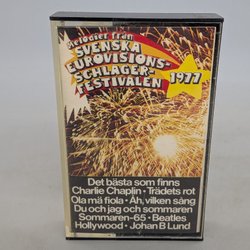 Melodier från
SVENSKA
EUROVISIONS-
SCHLAGER-
FESTIVALEN
1977
Det bästa som finns
Charlie Chaplin · Trädets rot
Ola mä fiola · Åh, vilken sång
Du och jag och sommaren
Sommaren-65 · Beatles
Hollywood · Johan B Lund